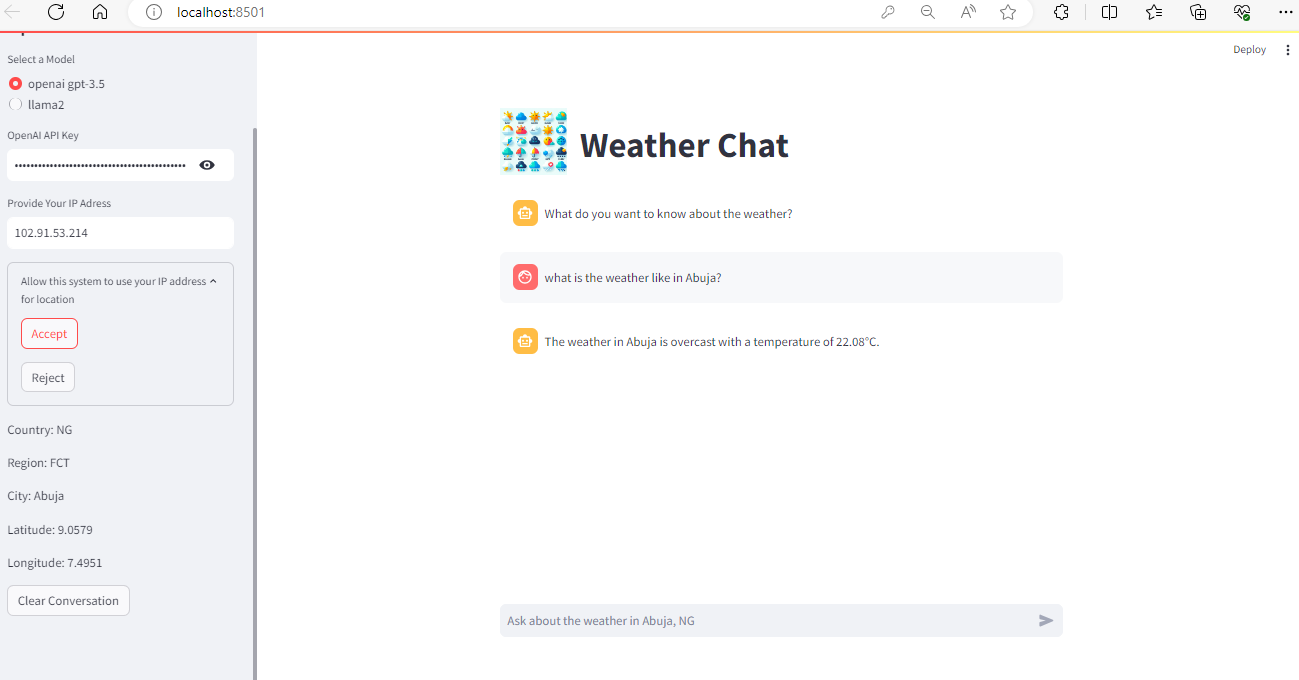 localhost:8501
Deploy
Select a Model
openai gpt-3.5
llama2
OpenAI API Key
••••••••••••••••••••••••••••••••••••••••••••
Provide Your IP Adress
102.91.53.214
Allow this system to use your IP address
for location
Accept
Reject
Country: NG
Region: FCT
City: Abuja
Latitude: 9.0579
Longitude: 7.4951
Clear Conversation
Weather Chat
What do you want to know about the weather?
what is the weather like in Abuja?
The weather in Abuja is overcast with a temperature of 22.08°C.
Ask about the weather in Abuja, NG